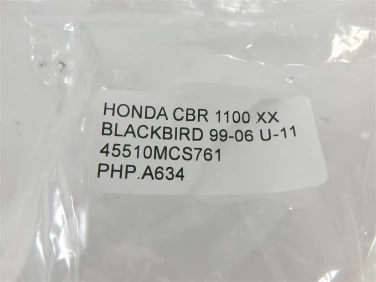 HONDA CBR 1100 XX
BLACKBIRD 99-06 U-11
45510MCS761
PHP.A634